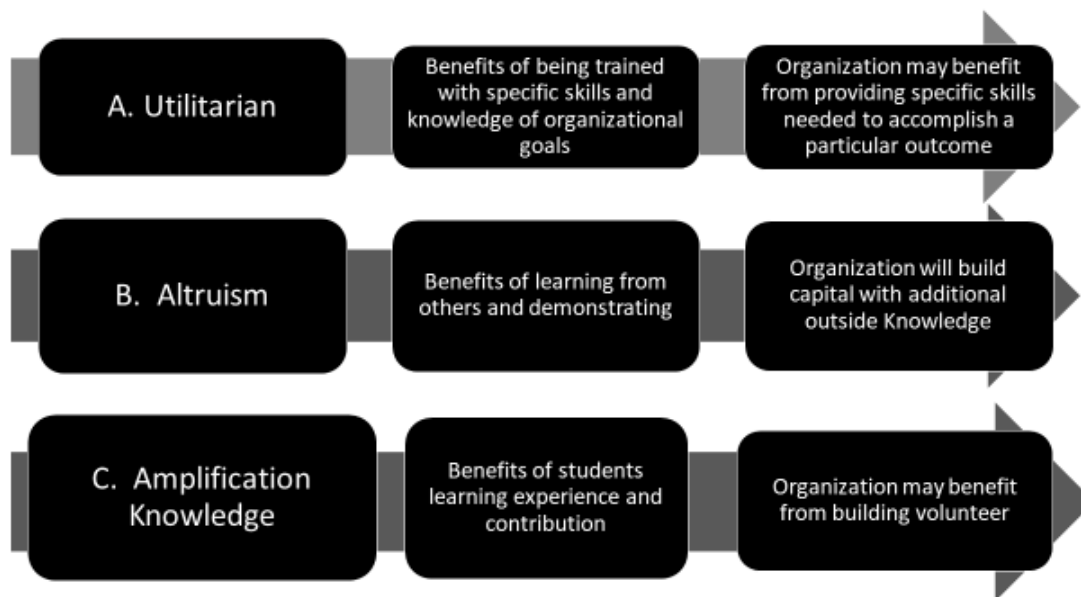 A. Utilitarian
Benefits of being trained
with specific skills and
knowledge of organizational
goals
Organization may benefit
from providing specific skills
needed to accomplish a
particular outcome
B. Altruism
Benefits of learning from
others and demonstrating
Organization will build
capital with additional
outside Knowledge
C. Amplification
Knowledge
Benefits of students
learning experience and
contribution
Organization may benefit
from building volunteer